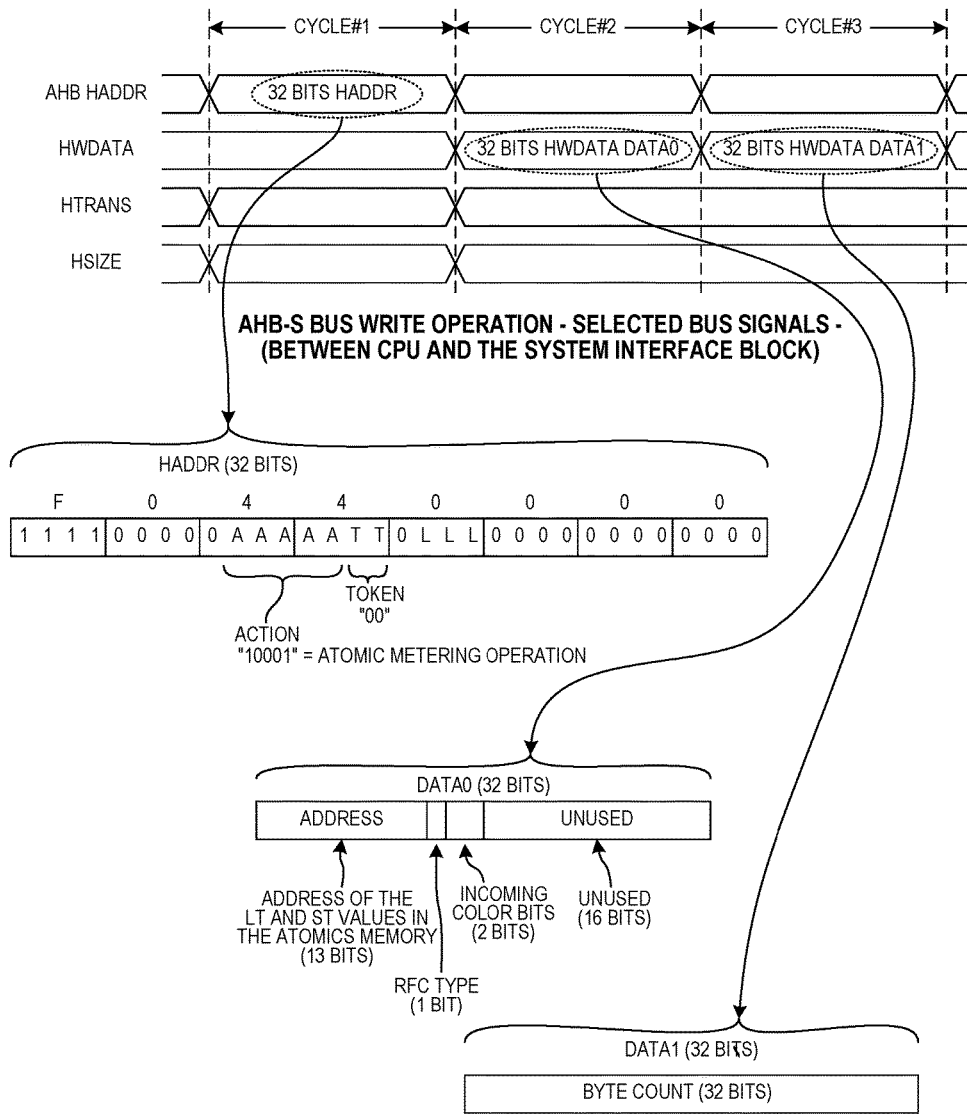 CYCLE#1 CYCLE#2 CYCLE#3
AHB HADDR 32 BITS HADDR
HWDATA 32 BITS HWDATA DATA0 32 BITS HWDATA DATA1
HTRANS
HSIZE
AHB-S BUS WRITE OPERATION - SELECTED BUS SIGNALS -
(BETWEEN CPU AND THE SYSTEM INTERFACE BLOCK)
HADDR (32 BITS)
F 0 4 4 0 0 0 0
1 1 1 1 0 0 0 0 0 A A A A A T T 0 L L L 0 0 0 0 0 0 0 0 0 0 0 0
TOKEN
"00"
ACTION
"10001" = ATOMIC METERING OPERATION
DATA0 (32 BITS)
ADDRESS UNUSED
ADDRESS OF THE
LT AND ST VALUES IN
THE ATOMICS MEMORY
(13 BITS)
RFC TYPE
(1 BIT)
INCOMING
COLOR BITS
(2 BITS)
UNUSED
(16 BITS)
DATA1 (32 BITS)
BYTE COUNT (32 BITS)